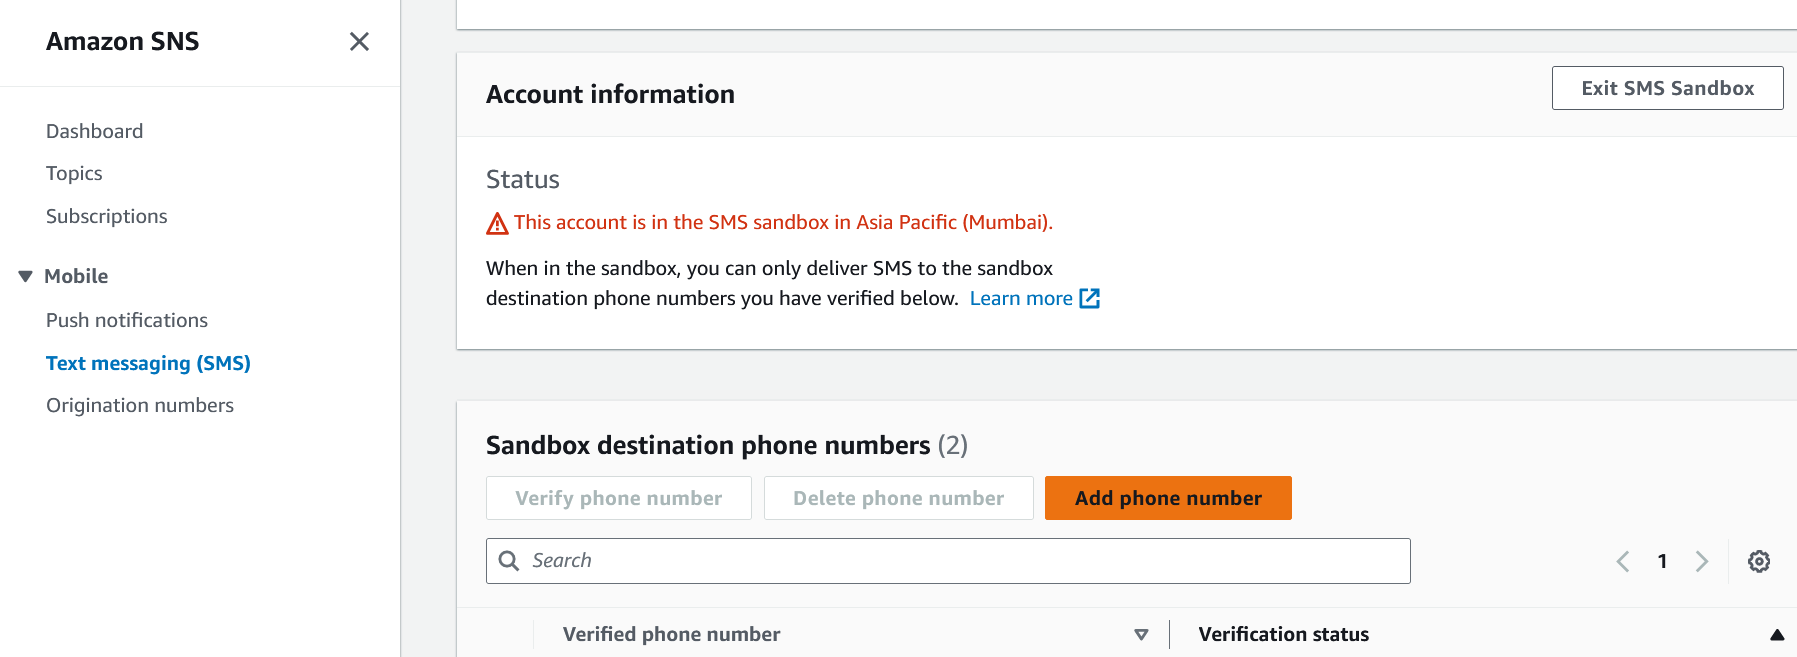 Amazon SNS
Dashboard
Topics
Subscriptions
Mobile
Push notifications
Text messaging (SMS)
Origination numbers
Account information
Exit SMS Sandbox
Status
This account is in the SMS sandbox in Asia Pacific (Mumbai).
When in the sandbox, you can only deliver SMS to the sandbox
destination phone numbers you have verified below. Learn more
Sandbox destination phone numbers (2)
Verify phone number Delete phone number Add phone number
Search
1
Verified phone number Verification status